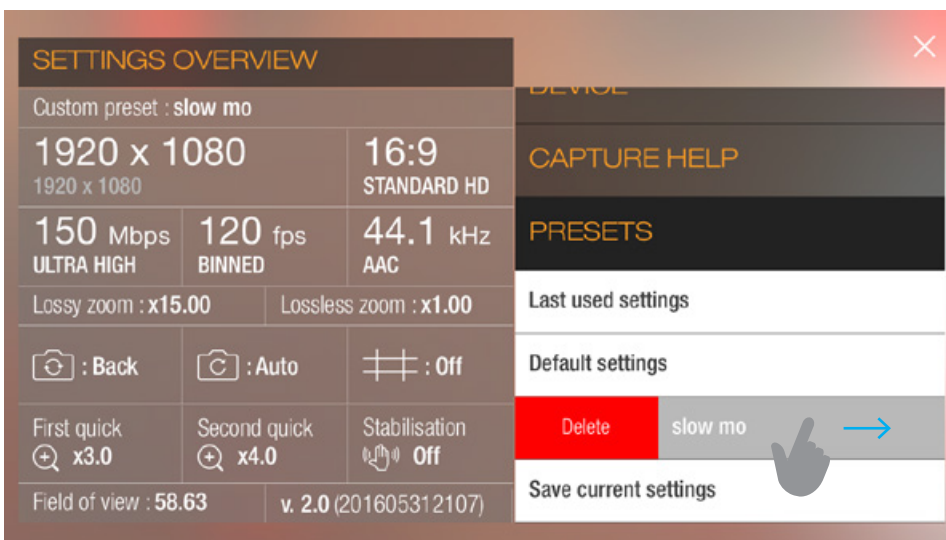 SETTINGS OVERVIEW
Custom preset : slow mo
1920 x 1080
1920 x 1080
16:9
STANDARD HD
150 Mbps
ULTRA HIGH
120 fps
BINNED
44.1 kHz
AAC
Lossy zoom : x15.00
Lossless zoom : x1.00
: Back
: Auto
: Off
First quick
x3.0
Second quick
x4.0
Stabilisation
Off
Field of view : 58.63
v. 2.0 (201605312107)
DEVICE
CAPTURE HELP
PRESETS
Last used settings
Default settings
Delete
slow mo
Save current settings